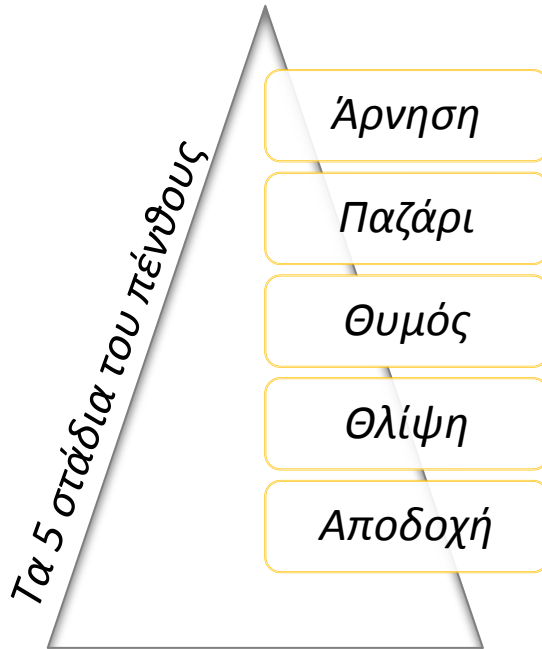 Τα 5 στάδια του πένθους
Άρνηση
Παζάρι
Θυμός
Θλίψη
Αποδοχή